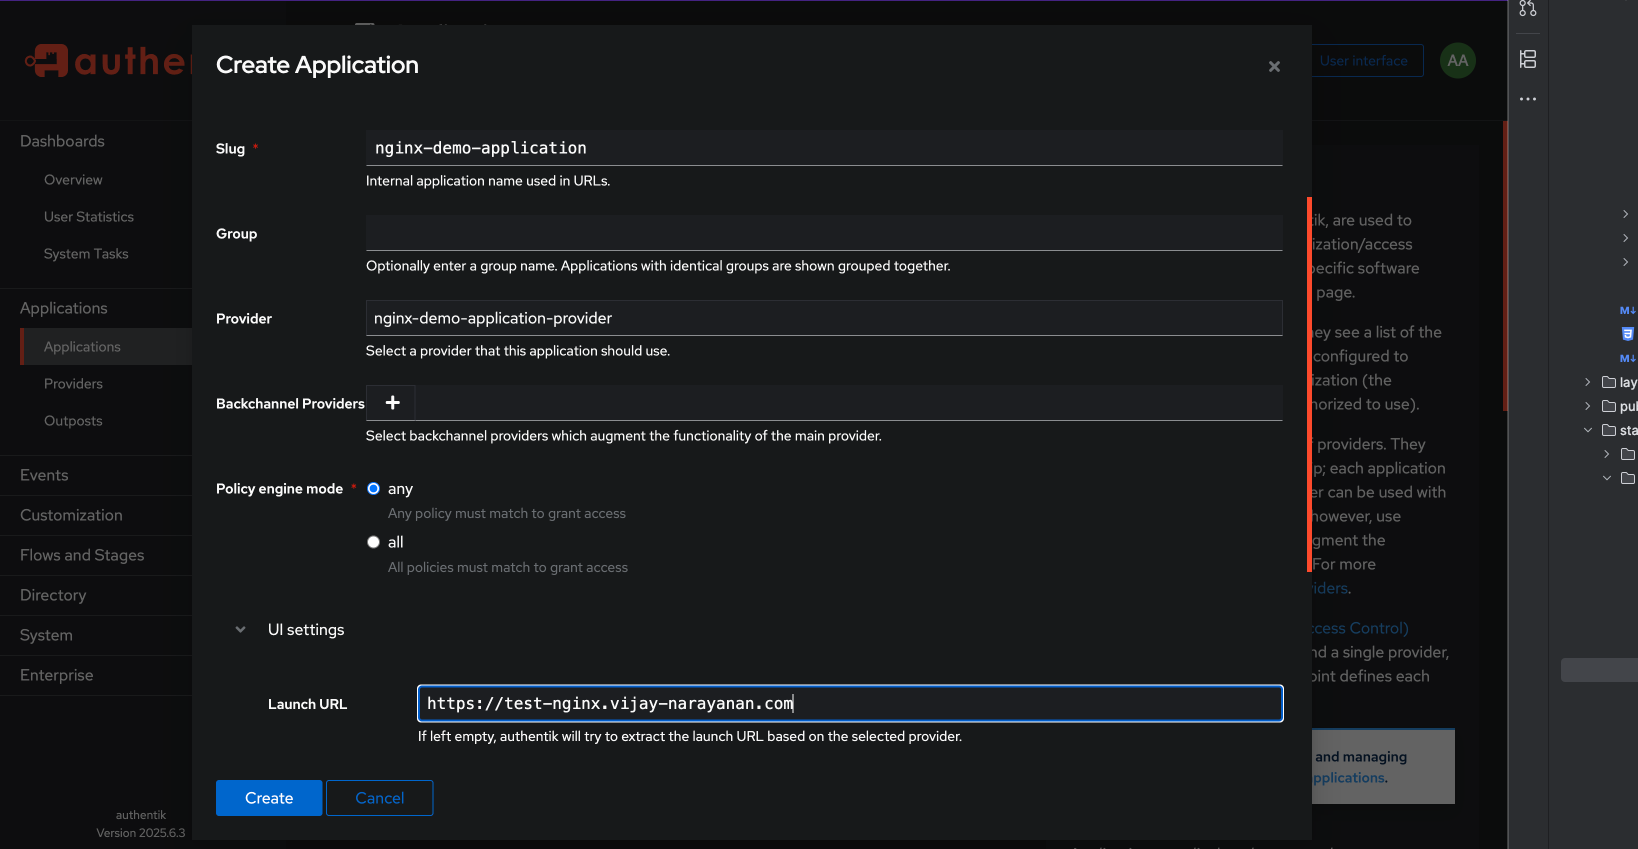 authe
Create Application
×
User interface
AA
Dashboards
Overview
User Statistics
System Tasks
Applications
Applications
Providers
Outposts
Events
Customization
Flows and Stages
Directory
System
Enterprise
authentik
Version 2025.6.3
Slug *
nginx-demo-application
Internal application name used in URLs.
Group
Optionally enter a group name. Applications with identical groups are shown grouped together.
Provider
nginx-demo-application-provider
Select a provider that this application should use.
Backchannel Providers
+
Select backchannel providers which augment the functionality of the main provider.
Policy engine mode *
any
Any policy must match to grant access
all
All policies must match to grant access
UI settings
Launch URL
https://test-nginx.vijay-narayanan.com
If left empty, authentik will try to extract the launch URL based on the selected provider.
Create
Cancel
ik, are used to
ization/access
ecific software
page.
ey see a list of the
configured to
ization (the
horized to use).
providers. They
p; each application
er can be used with
however, use
gment the
For more
iders.
ccess Control)
nd a single provider,
oint defines each
and managing
pplications.
M↓
M↓
lay
pul
sta